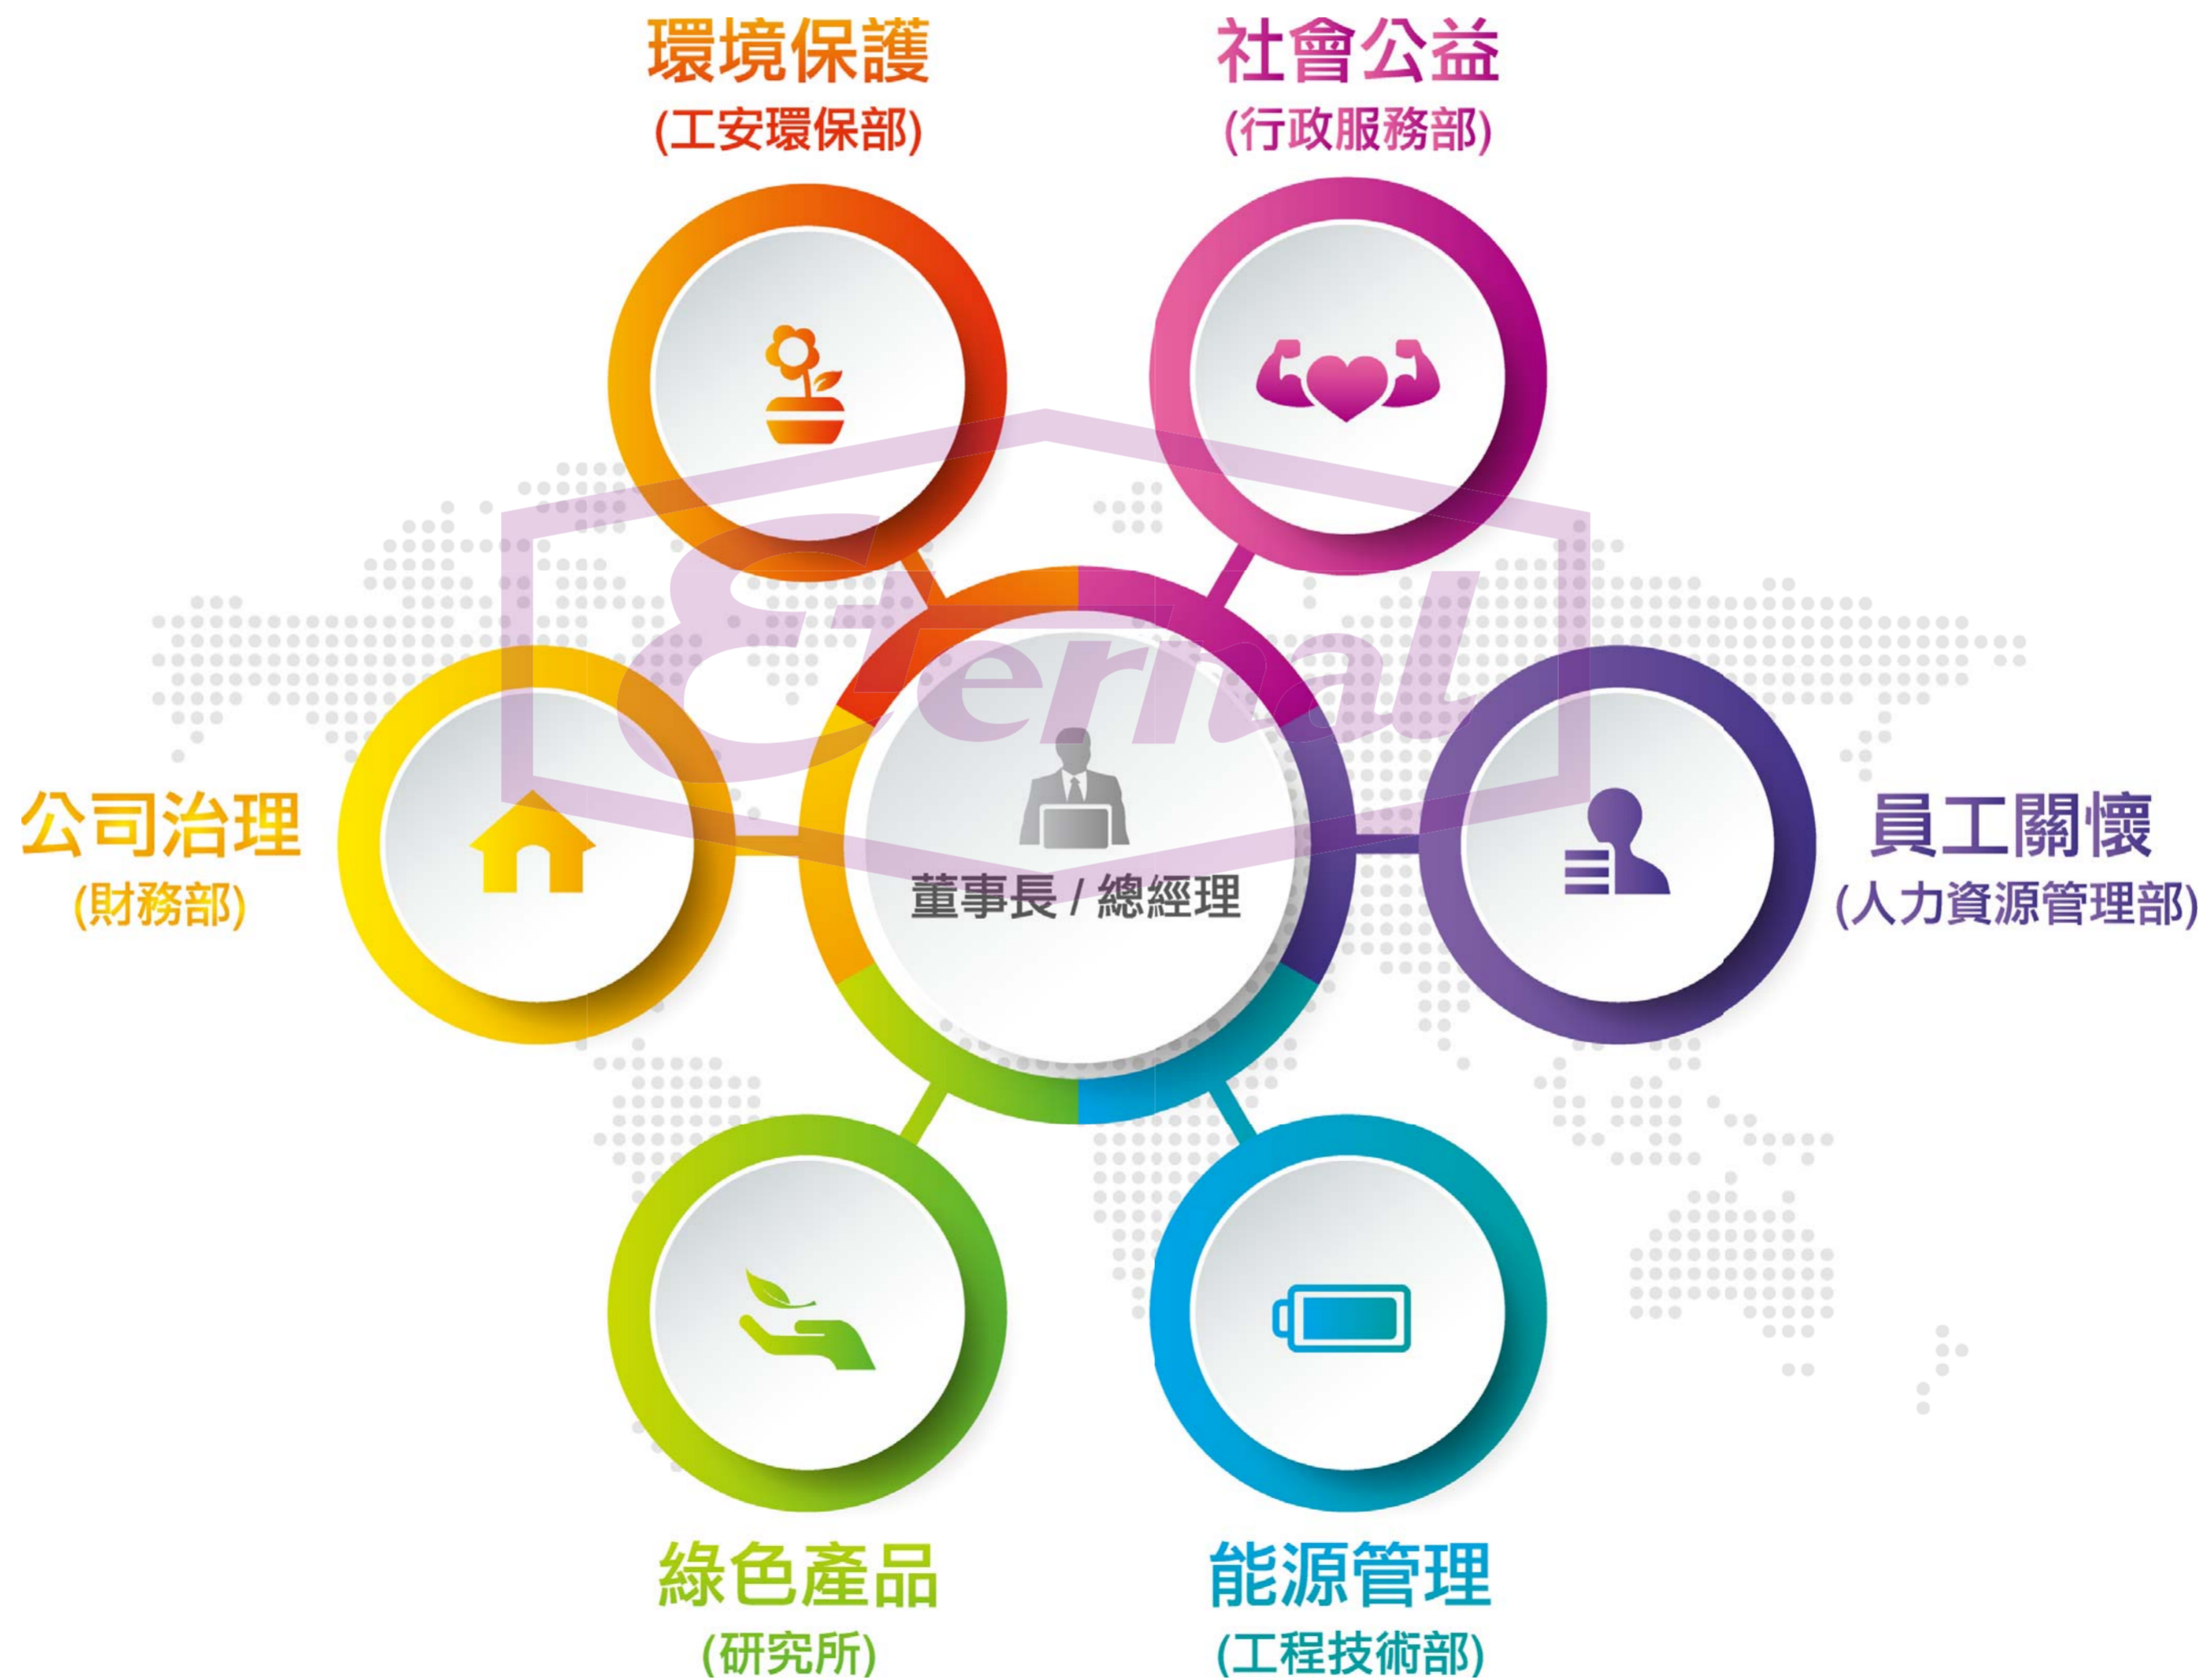 環境保護
(工安環保部)
社會公益
(行政服務部)
Eternal
公司治理
(財務部)
董事長 / 總經理
員工關懷
(人力資源管理部)
綠色產品
(研究所)
能源管理
(工程技術部)